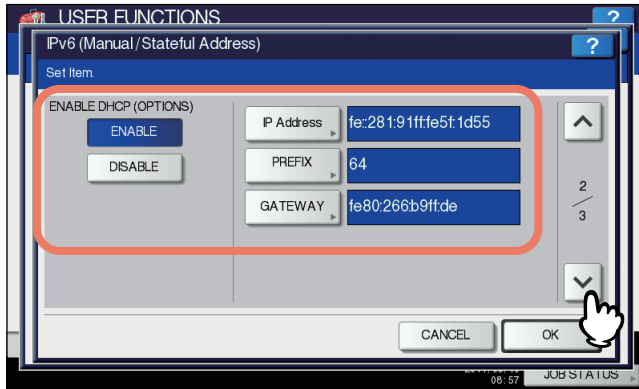 USER FUNCTIONS
?
IPv6 (Manual/Stateful Address)
?
Set Item.
ENABLE DHCP (OPTIONS)
ENABLE
DISABLE
IP Address
fe::281:91ff:fe5f:1d55
PREFIX
64
GATEWAY
fe80:266:b9ff:de
2
3
CANCEL
OK
08:57
JOB STATUS